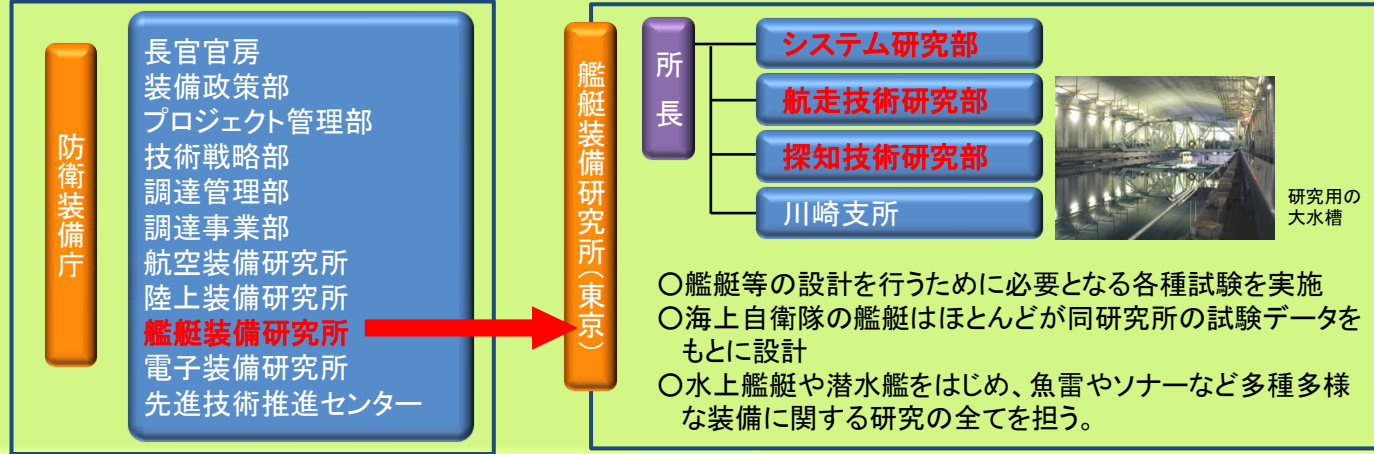 防衛装備庁
長官官房
装備政策部
プロジェクト管理部
技術戦略部
調達管理部
調達事業部
航空装備研究所
陸上装備研究所
艦艇装備研究所
電子装備研究所
先進技術推進センター
艦艇装備研究所(東京)
所長
システム研究部
航走技術研究部
探知技術研究部
川崎支所
研究用の
大水槽
○艦艇等の設計を行うために必要となる各種試験を実施
○海上自衛隊の艦艇はほとんどが同研究所の試験データを
もとに設計
○水上艦艇や潜水艦をはじめ、魚雷やソナーなど多種多様
な装備に関する研究の全てを担う。